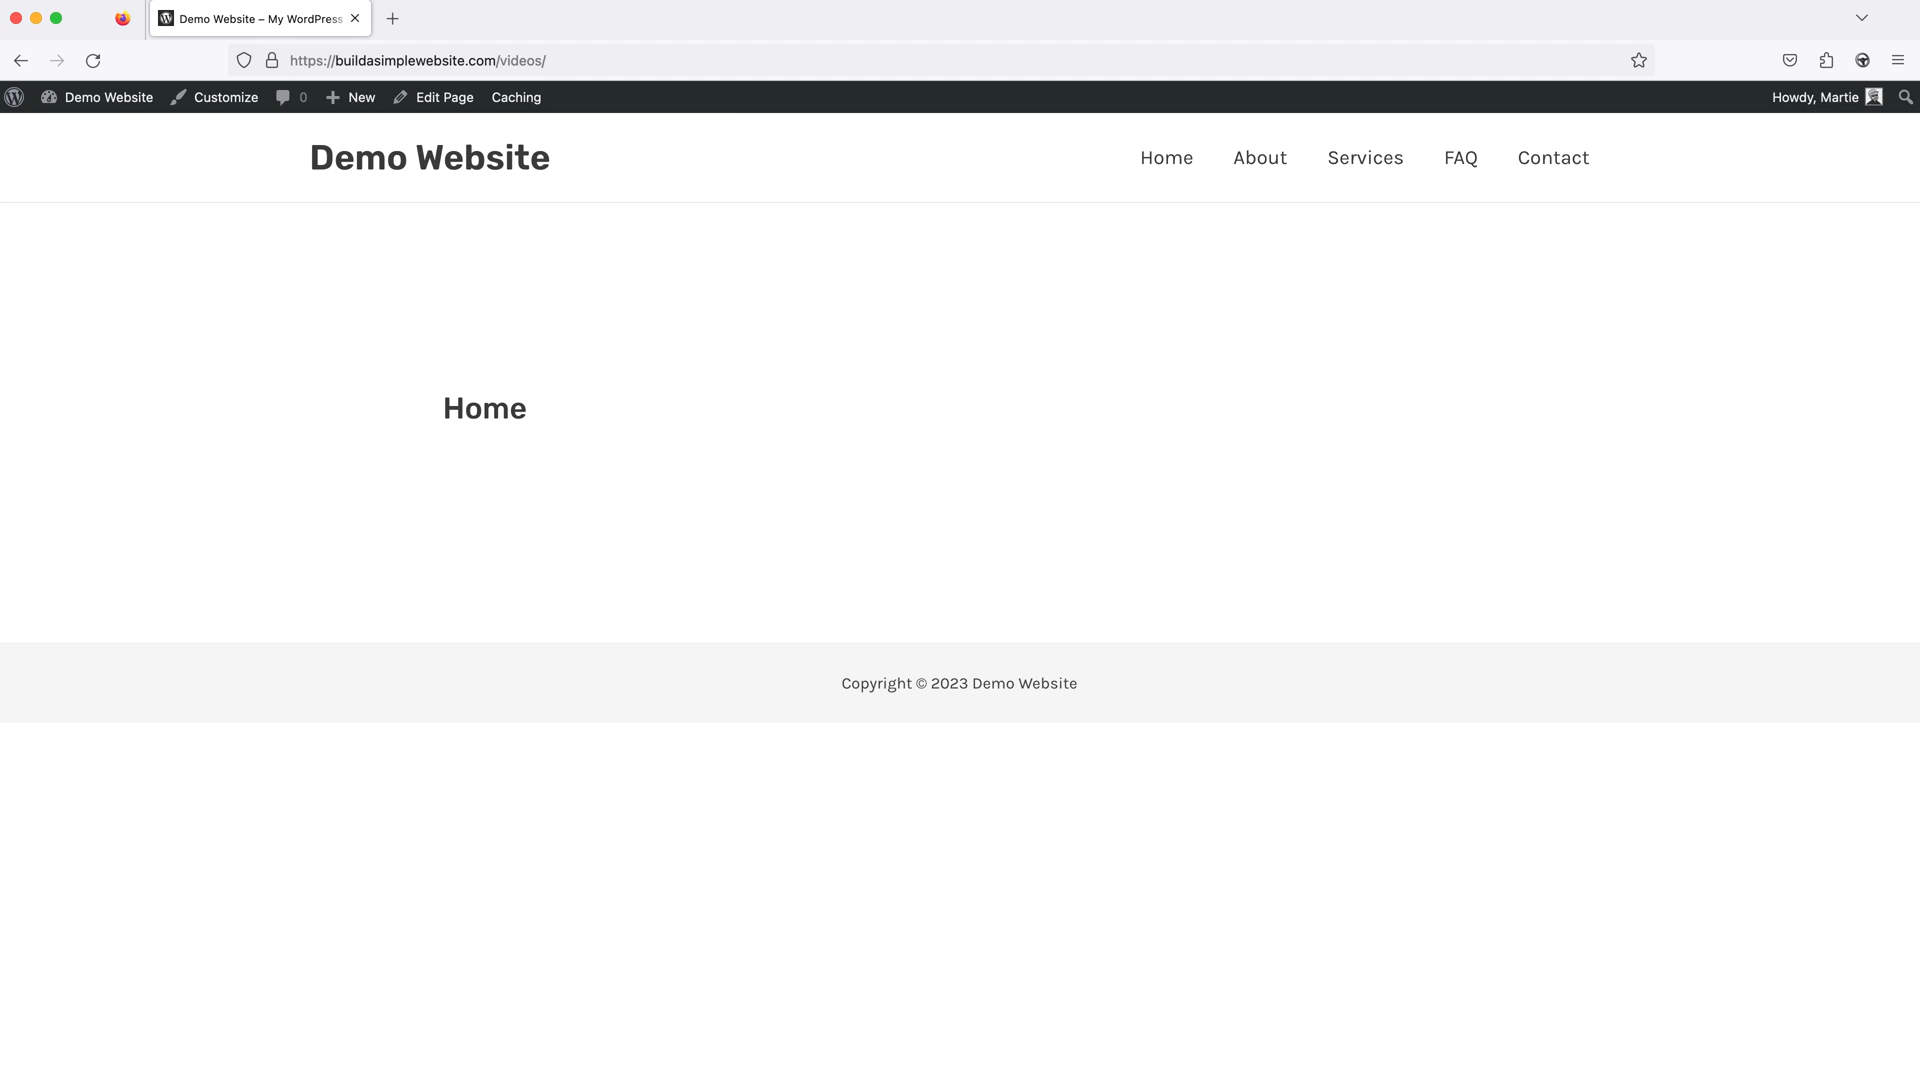 Demo Website – My WordPress
https://buildasimplewebsite.com/videos/
Demo Website Customize 0 New Edit Page Caching Howdy, Martie
Demo Website Home About Services FAQ Contact
Home
Copyright © 2023 Demo Website